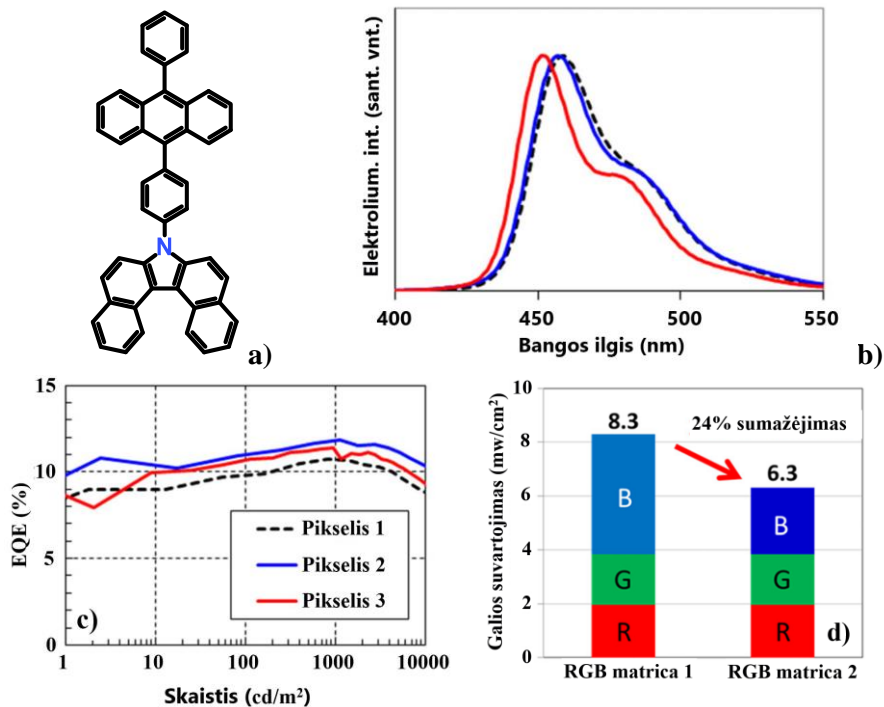 N
a)
Elektrolium. int. (sant. vnt.)
400
450
500
550
Bangos ilgis (nm)
b)
EQE (%)
15
10
5
0
1
10
100
1000
10000
Pikselis 1
Pikselis 2
Pikselis 3
c)
Skaistis (cd/m²)
Galios suvartojimas (mw/cm²)
10
8
6
4
2
0
8.3
24% sumažėjimas
6.3
B
G
R
B
G
R
d)
RGB matrica 1
RGB matrica 2